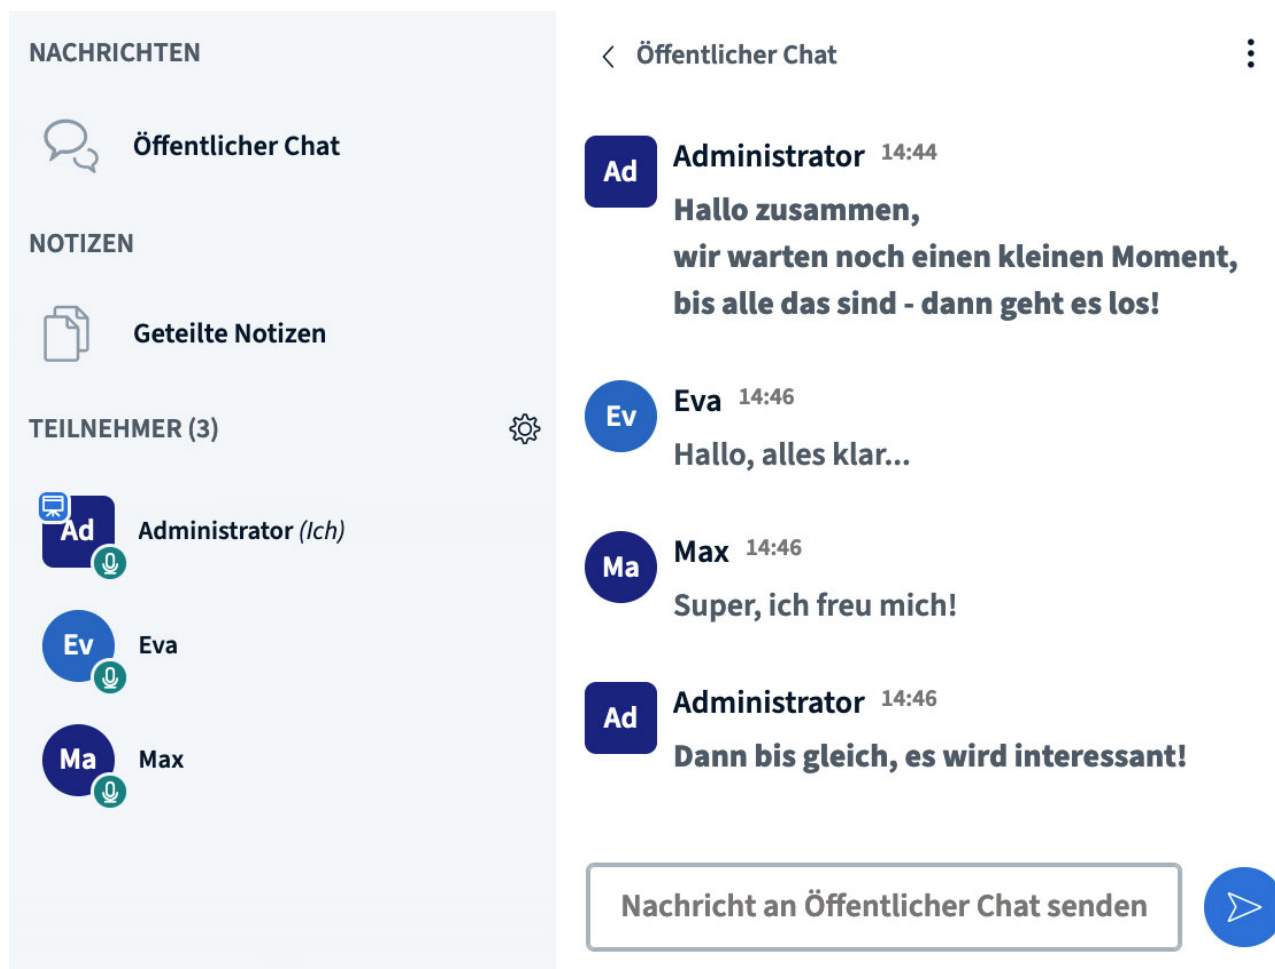 NACHRICHTEN
Öffentlicher Chat
NOTIZEN
Geteilte Notizen
TEILNEHMER (3)
Ad
Administrator (Ich)
Ev
Eva
Ma
Max
Öffentlicher Chat
Ad
Administrator 14:44
Hallo zusammen,
wir warten noch einen kleinen Moment,
bis alle das sind - dann geht es los!
Ev
Eva 14:46
Hallo, alles klar...
Ma
Max 14:46
Super, ich freu mich!
Ad
Administrator 14:46
Dann bis gleich, es wird interessant!
Nachricht an Öffentlicher Chat senden